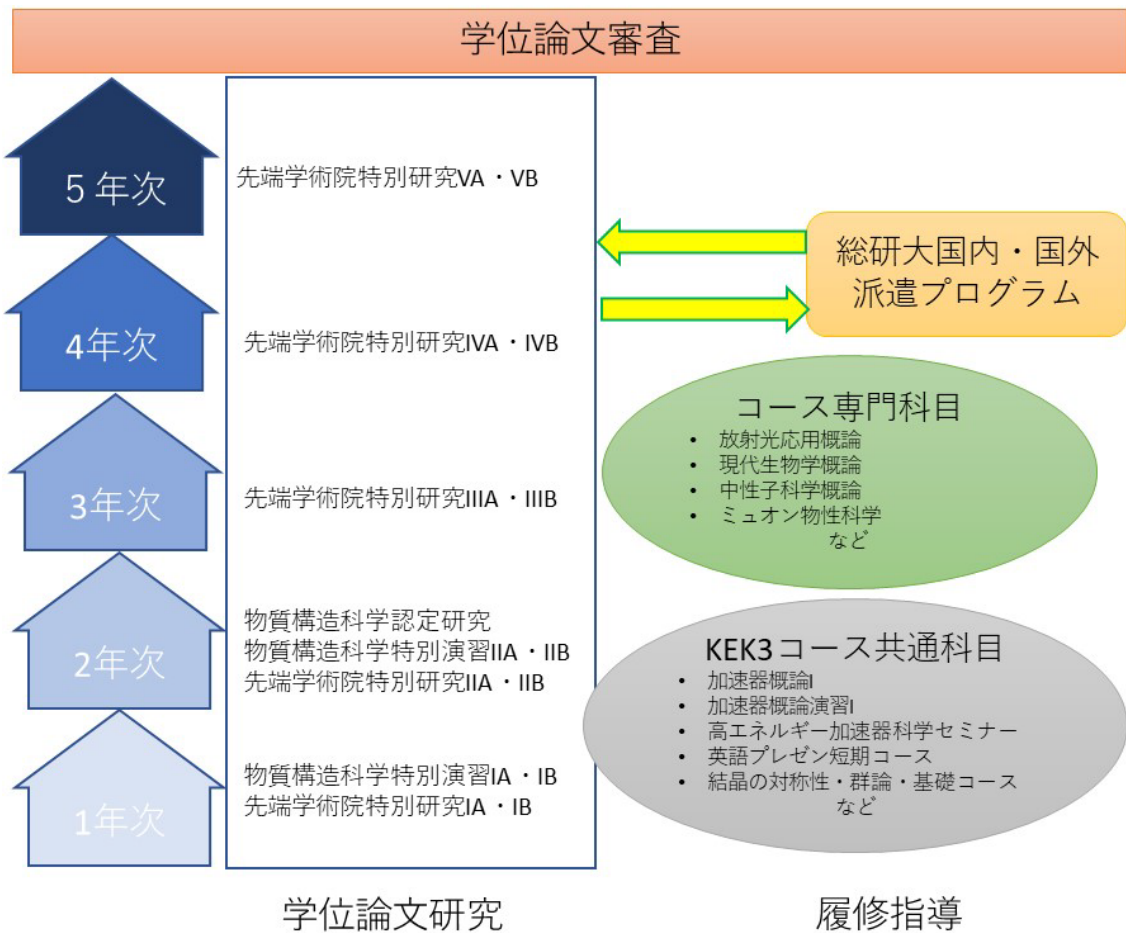 学位論文審査
5年次
先端学術院特別研究VA・VB
総研大国内・国外
派遣プログラム
4年次
先端学術院特別研究IVA・IVB
コース専門科目
• 放射光応用概論
• 現代生物学概論
• 中性子科学概論
• ミュオン物性科学
など
3年次
先端学術院特別研究IIIA・IIIB
2年次
物質構造科学認定研究
物質構造科学特別演習IIA・IIB
先端学術院特別研究IIA・IIB
KEK3コース共通科目
• 加速器概論I
• 加速器概論演習I
• 高エネルギー加速器科学セミナー
• 英語プレゼン短期コース
• 結晶の対称性・群論・基礎コース
など
1年次
物質構造科学特別演習IA・IB
先端学術院特別研究IA・IB
学位論文研究
履修指導